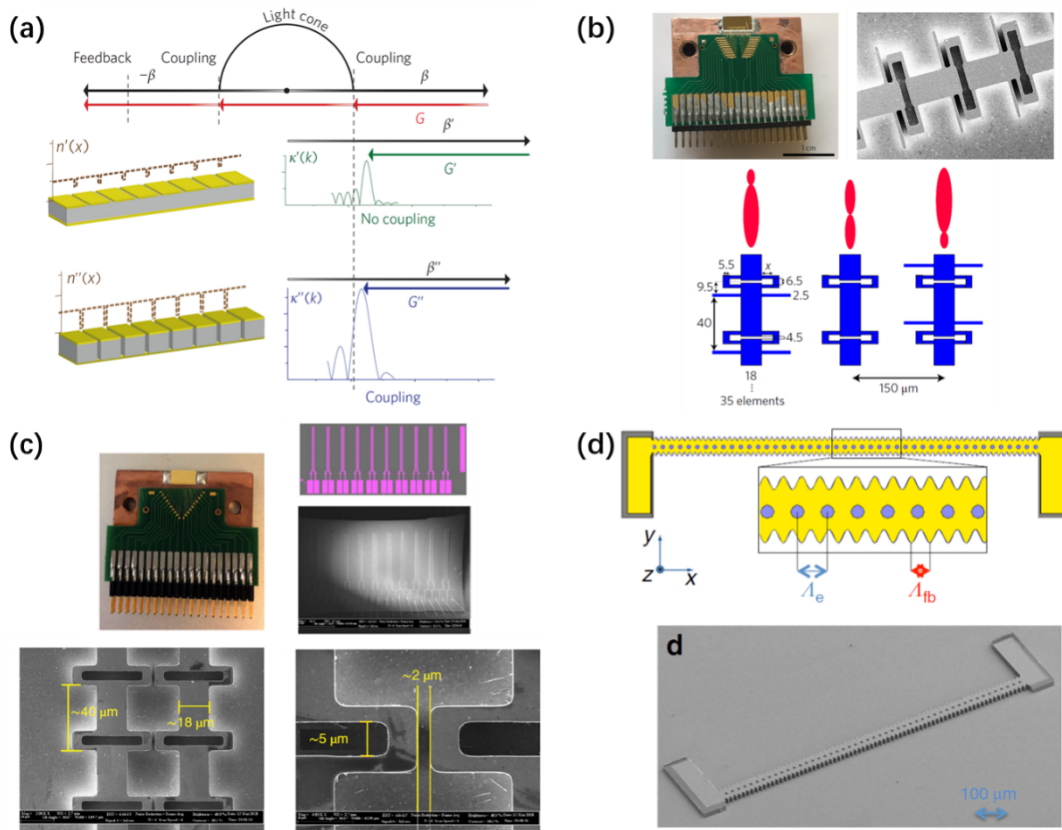 (a)
Light cone
Feedback
Coupling
Coupling
−β
β
G
n′(x)
β′
κ′(k)
G′
No coupling
n″(x)
β″
κ″(k)
G″
Coupling
(b)
1 cm
5.5
x
6.5
9.5
2.5
40
4.5
18
⋮
35 elements
150 μm
(c)
~40 μm
~18 μm
~2 μm
~5 μm
(d)
y
z
x
Λe
Λfb
d
100 μm